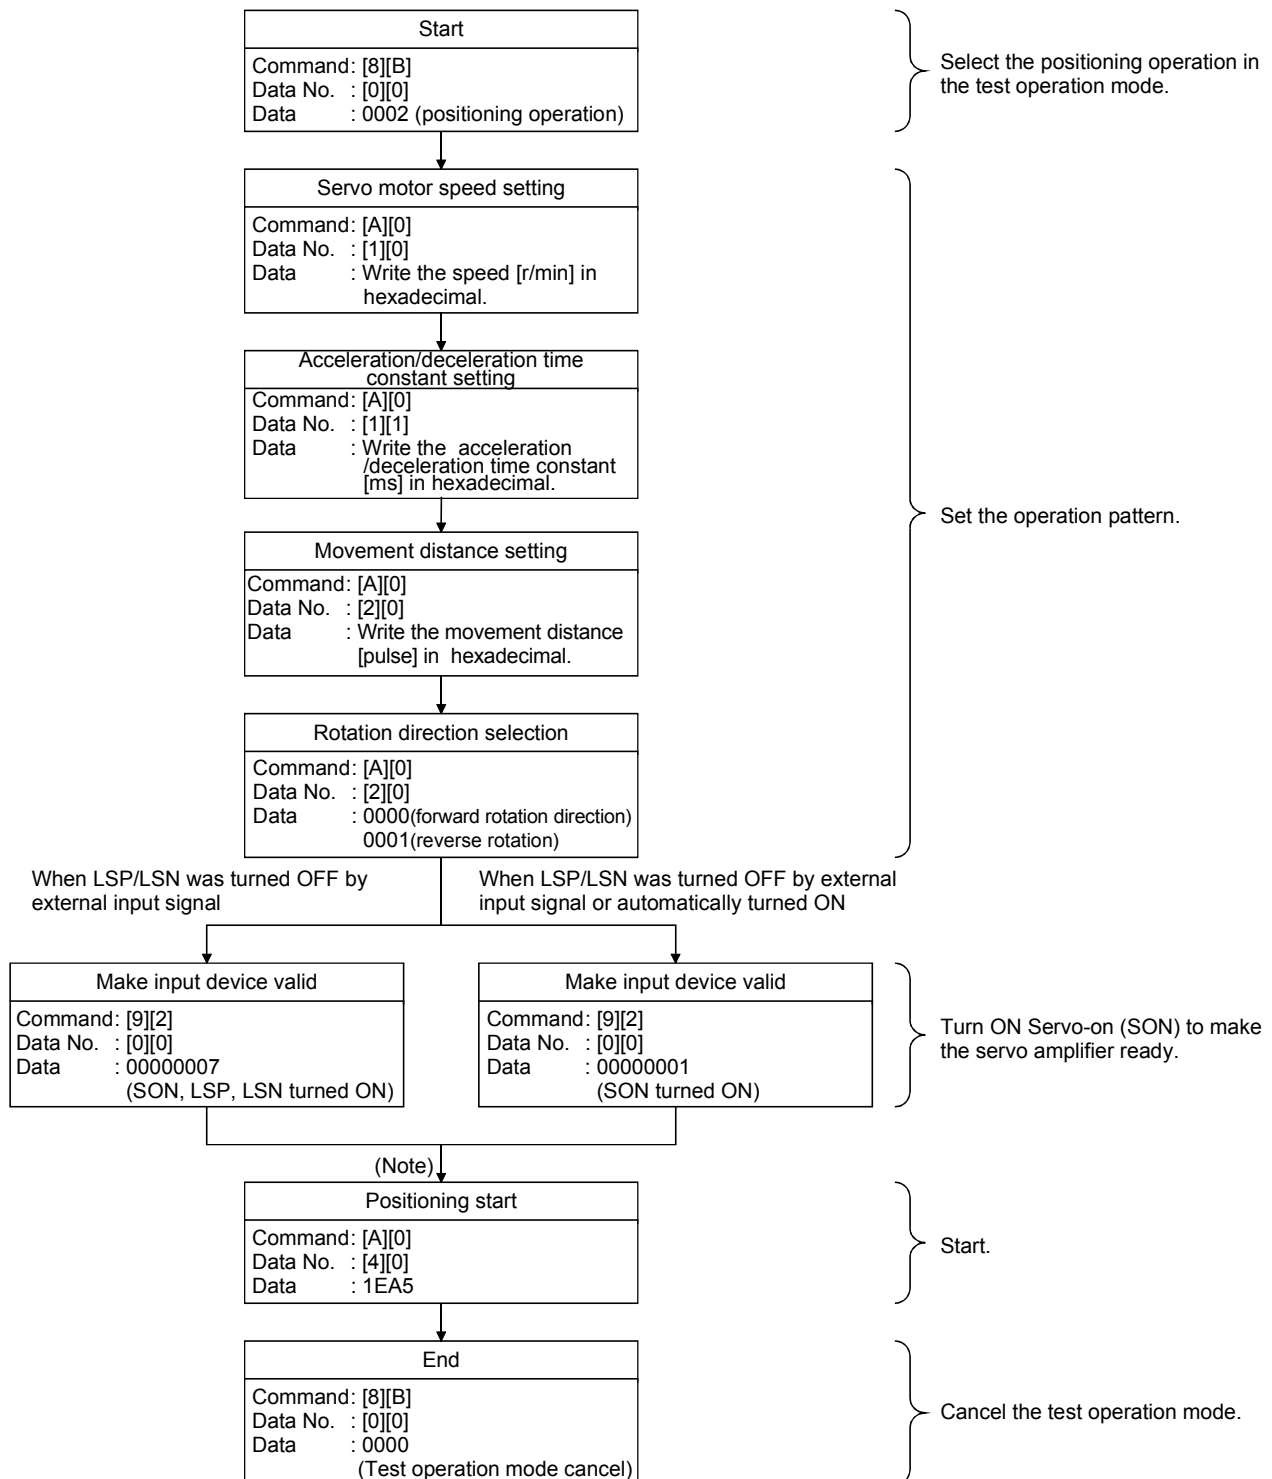 Start
Command: [8][B]
Data No. : [0][0]
Data : 0002 (positioning operation)
Select the positioning operation in
the test operation mode.
Servo motor speed setting
Command: [A][0]
Data No. : [1][0]
Data : Write the speed [r/min] in
hexadecimal.
Acceleration/deceleration time
constant setting
Command: [A][0]
Data No. : [1][1]
Data : Write the acceleration
/deceleration time constant
[ms] in hexadecimal.
Set the operation pattern.
Movement distance setting
Command: [A][0]
Data No. : [2][0]
Data : Write the movement distance
[pulse] in hexadecimal.
Rotation direction selection
Command: [A][0]
Data No. : [2][0]
Data : 0000(forward rotation direction)
0001(reverse rotation)
When LSP/LSN was turned OFF by
external input signal
When LSP/LSN was turned OFF by external
input signal or automatically turned ON
Make input device valid
Command: [9][2]
Data No. : [0][0]
Data : 00000007
(SON, LSP, LSN turned ON)
Make input device valid
Command: [9][2]
Data No. : [0][0]
Data : 00000001
(SON turned ON)
Turn ON Servo-on (SON) to make
the servo amplifier ready.
(Note)
Positioning start
Command: [A][0]
Data No. : [4][0]
Data : 1EA5
Start.
End
Command: [8][B]
Data No. : [0][0]
Data : 0000
(Test operation mode cancel)
Cancel the test operation mode.